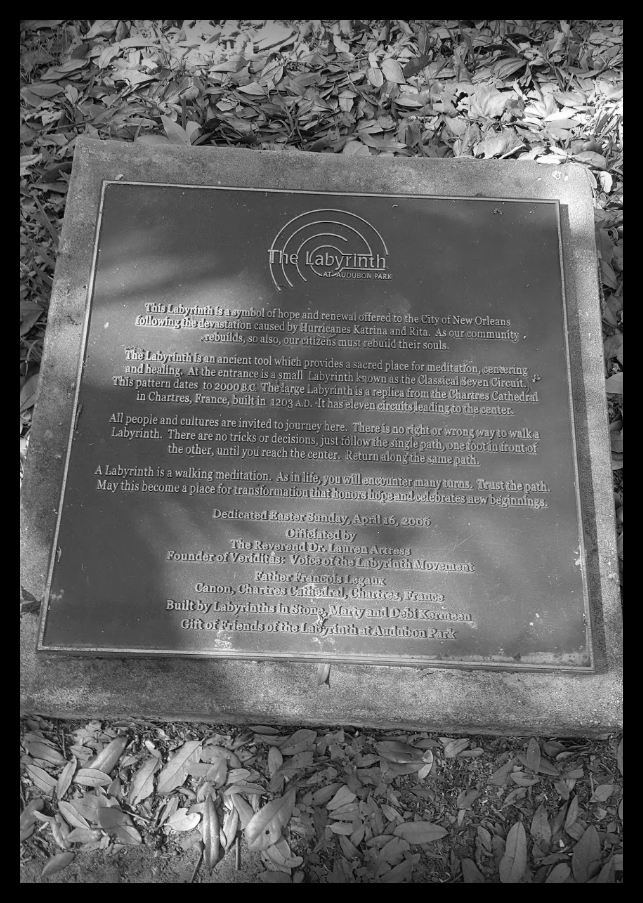 The Labyrinth
AT AUDUBON PARK
This Labyrinth is a symbol of hope and renewal offered to the City of New Orleans
following the devastation caused by Hurricanes Katrina and Rita. As our community
rebuilds, so also, our citizens must rebuild their souls.
The Labyrinth is an ancient tool which provides a sacred place for meditation, centering
and healing. At the entrance is a small Labyrinth known as the Classical Seven Circuit.
This pattern dates to 2000 B.C. The large Labyrinth is a replica from the Chartres Cathedral
in Chartres, France, built in 1203 A.D. It has eleven circuits leading to the center.
All people and cultures are invited to journey here. There is no right or wrong way to walk a
Labyrinth. There are no tricks or decisions, just follow the single path, one foot in front of
the other, until you reach the center. Return along the same path.
A Labyrinth is a walking meditation. As in life, you will encounter many turns. Trust the path.
May this become a place for transformation that honors hope and celebrates new beginnings.
Dedicated Easter Sunday, April 16, 2006
Officiated by
The Reverend Dr. Lauren Artress
Founder of Veriditas: Voice of the Labyrinth Movement
Father François Legaux
Canon, Chartres Cathedral, Chartres, France
Built by Labyrinths in Stone, Marty and Debi Kermeen
Gift of Friends of the Labyrinth at Audubon Park